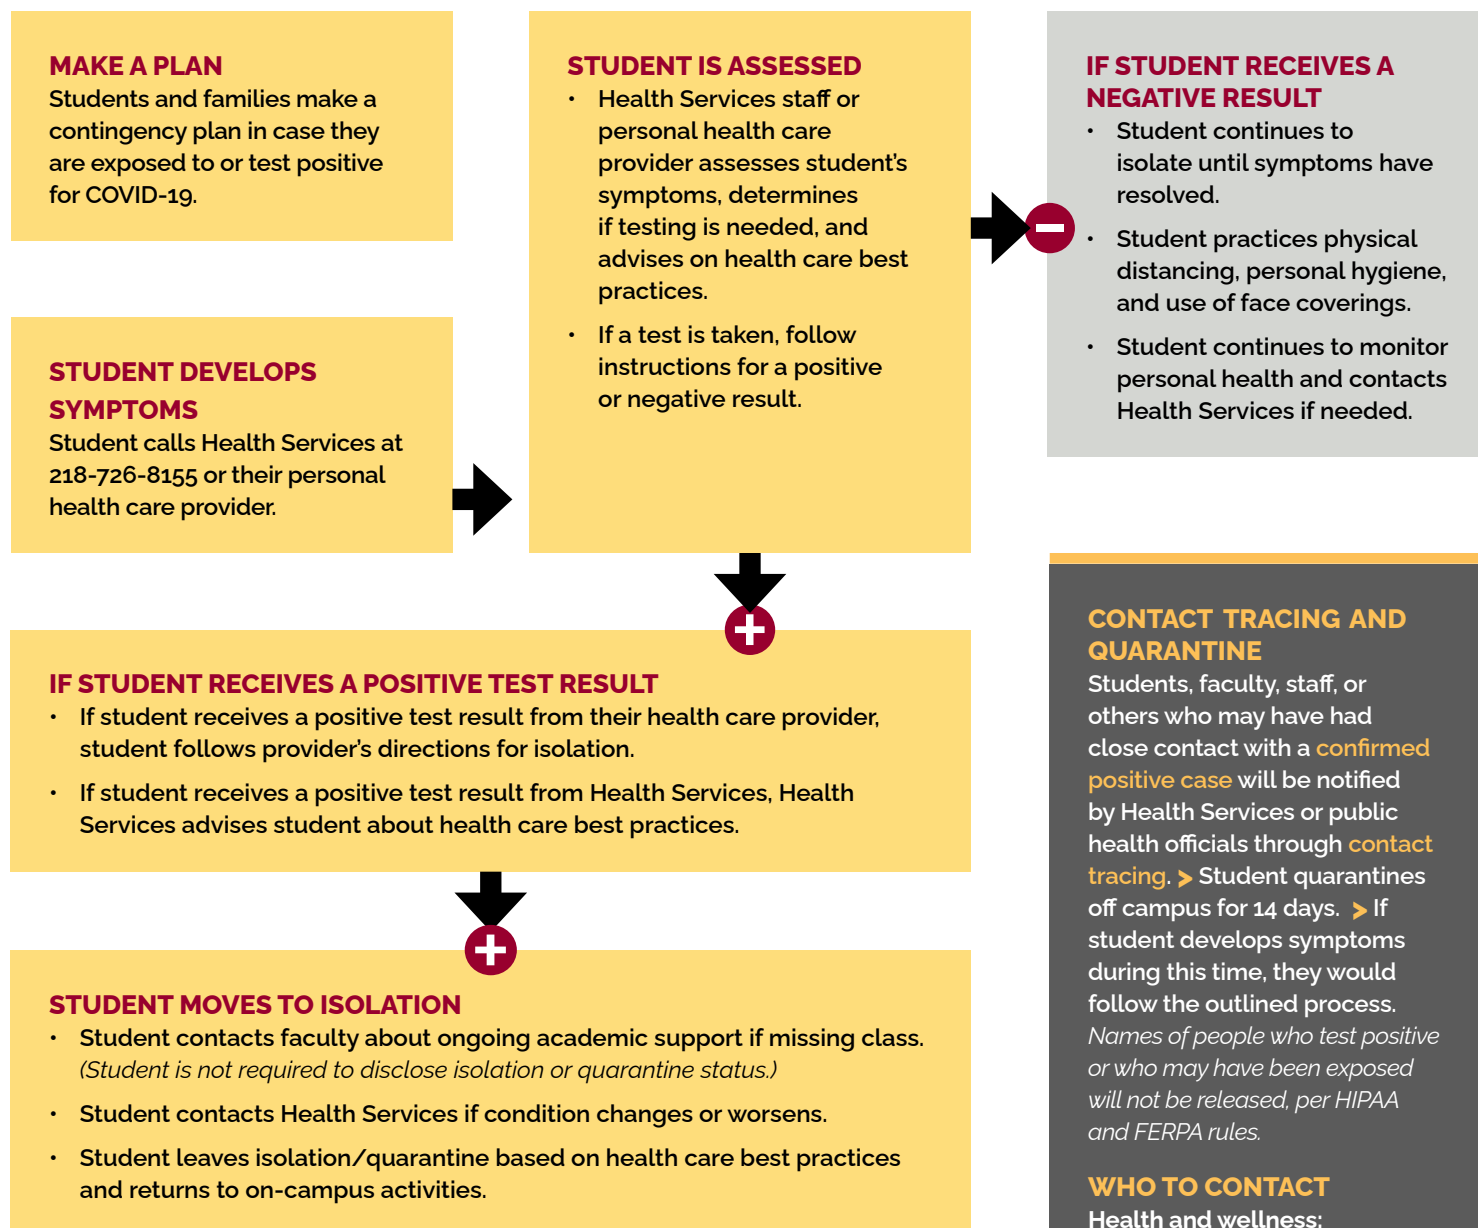 MAKE A PLAN
Students and families make a
contingency plan in case they
are exposed to or test positive
for COVID-19.
STUDENT DEVELOPS
SYMPTOMS
Student calls Health Services at
218-726-8155 or their personal
health care provider.
STUDENT IS ASSESSED
• Health Services staff or
personal health care
provider assesses student's
symptoms, determines
if testing is needed, and
advises on health care best
practices.
• If a test is taken, follow
instructions for a positive
or negative result.
IF STUDENT RECEIVES A
NEGATIVE RESULT
• Student continues to
isolate until symptoms have
resolved.
• Student practices physical
distancing, personal hygiene,
and use of face coverings.
• Student continues to monitor
personal health and contacts
Health Services if needed.
IF STUDENT RECEIVES A POSITIVE TEST RESULT
• If student receives a positive test result from their health care provider,
student follows provider's directions for isolation.
• If student receives a positive test result from Health Services, Health
Services advises student about health care best practices.
STUDENT MOVES TO ISOLATION
• Student contacts faculty about ongoing academic support if missing class.
(Student is not required to disclose isolation or quarantine status.)
• Student contacts Health Services if condition changes or worsens.
• Student leaves isolation/quarantine based on health care best practices
and returns to on-campus activities.
CONTACT TRACING AND
QUARANTINE
Students, faculty, staff, or
others who may have had
close contact with a confirmed
positive case will be notified
by Health Services or public
health officials through contact
tracing. > Student quarantines
off campus for 14 days. > If
student develops symptoms
during this time, they would
follow the outlined process.
Names of people who test positive
or who may have been exposed
will not be released, per HIPAA
and FERPA rules.
WHO TO CONTACT
Health and wellness: